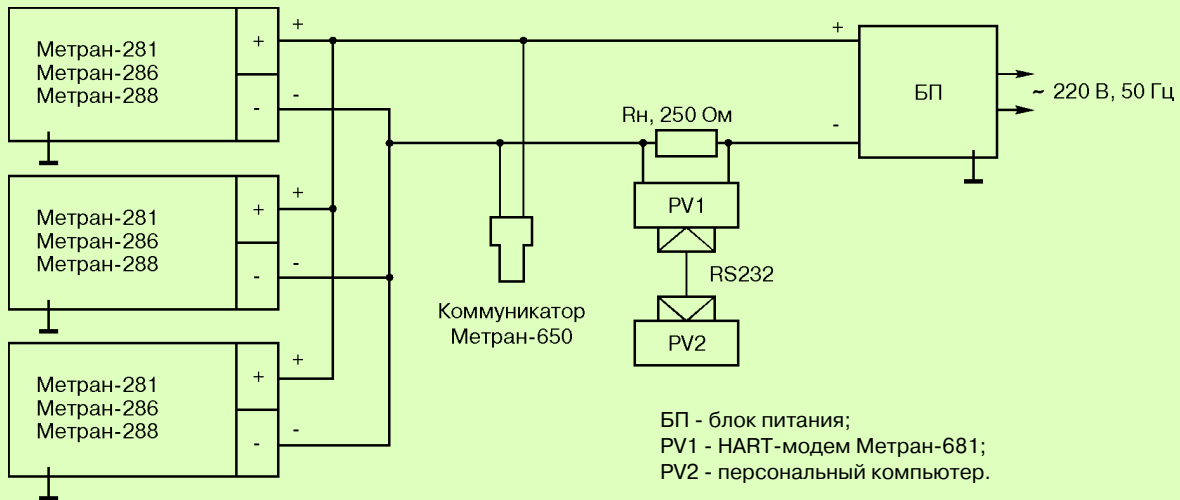 Метран-281
Метран-286
Метран-288
+
-
+
-
Метран-281
Метран-286
Метран-288
+
-
+
-
Метран-281
Метран-286
Метран-288
+
-
+
-
Коммуникатор
Метран-650
Rн, 250 Ом
PV1
RS232
PV2
+
-
БП
~ 220 В, 50 Гц
БП - блок питания;
PV1 - HART-модем Метран-681;
PV2 - персональный компьютер.